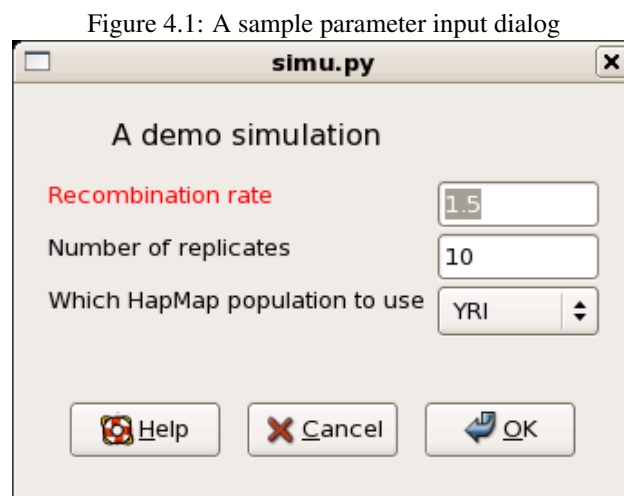 Figure 4.1: A sample parameter input dialog
simu.py
A demo simulation
Recombination rate 1.5
Number of replicates 10
Which HapMap population to use YRI
Help Cancel OK